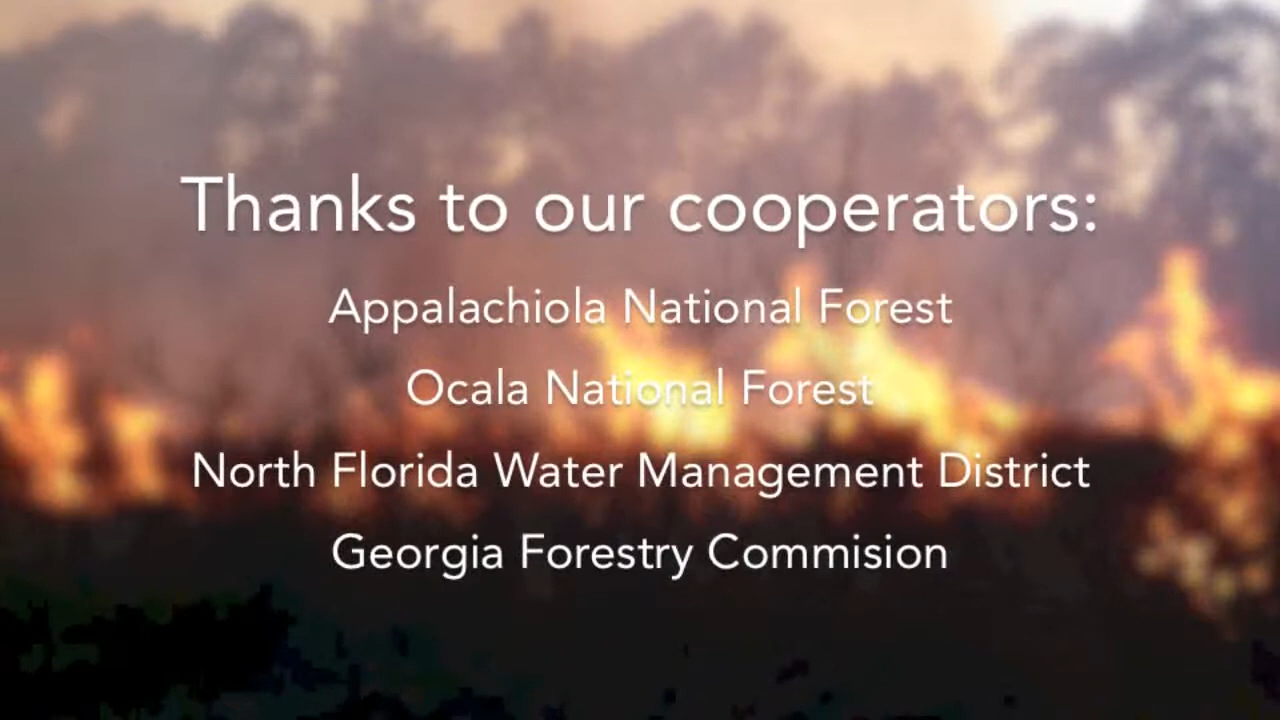 Thanks to our cooperators:
Appalachiola National Forest
Ocala National Forest
North Florida Water Management District
Georgia Forestry Commision